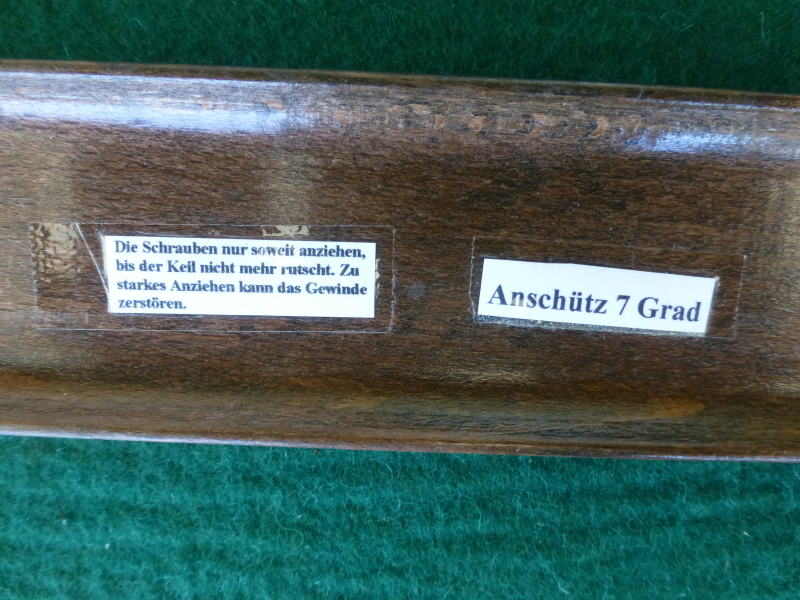 Die Schrauben nur soweit anziehen,
bis der Keil nicht mehr rutscht. Zu
starkes Anziehen kann das Gewinde
zerstören.
Anschütz 7 Grad